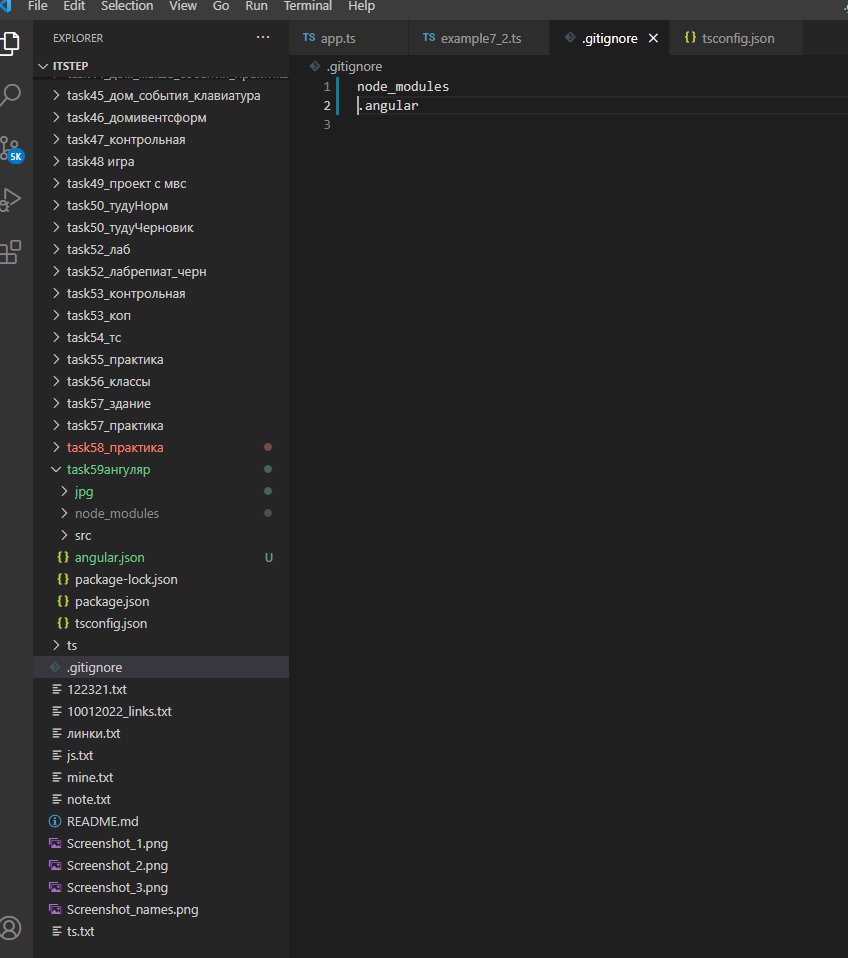 File Edit Selection View Go Run Terminal Help
EXPLORER
ITSTEP
task45_дом_события_клавиатура
task46_домивентсформ
task47_контрольная
task48 игра
task49_проект с мвс
task50_тудуНорм
task50_тудуЧерновик
task52_лаб
task52_лабрепиат_черн
task53_контрольная
task53_коп
task54_тс
task55_практика
task56_классы
task57_здание
task57_практика
task58_практика
task59ангуляр
jpg
node_modules
src
{} angular.json U
{} package-lock.json
{} package.json
{} tsconfig.json
ts
.gitignore
122321.txt
10012022_links.txt
линки.txt
js.txt
mine.txt
note.txt
README.md
Screenshot_1.png
Screenshot_2.png
Screenshot_3.png
Screenshot_names.png
ts.txt
5K
TS app.ts
TS example7_2.ts
.gitignore
{} tsconfig.json
.gitignore
1 node_modules
2 .angular
3